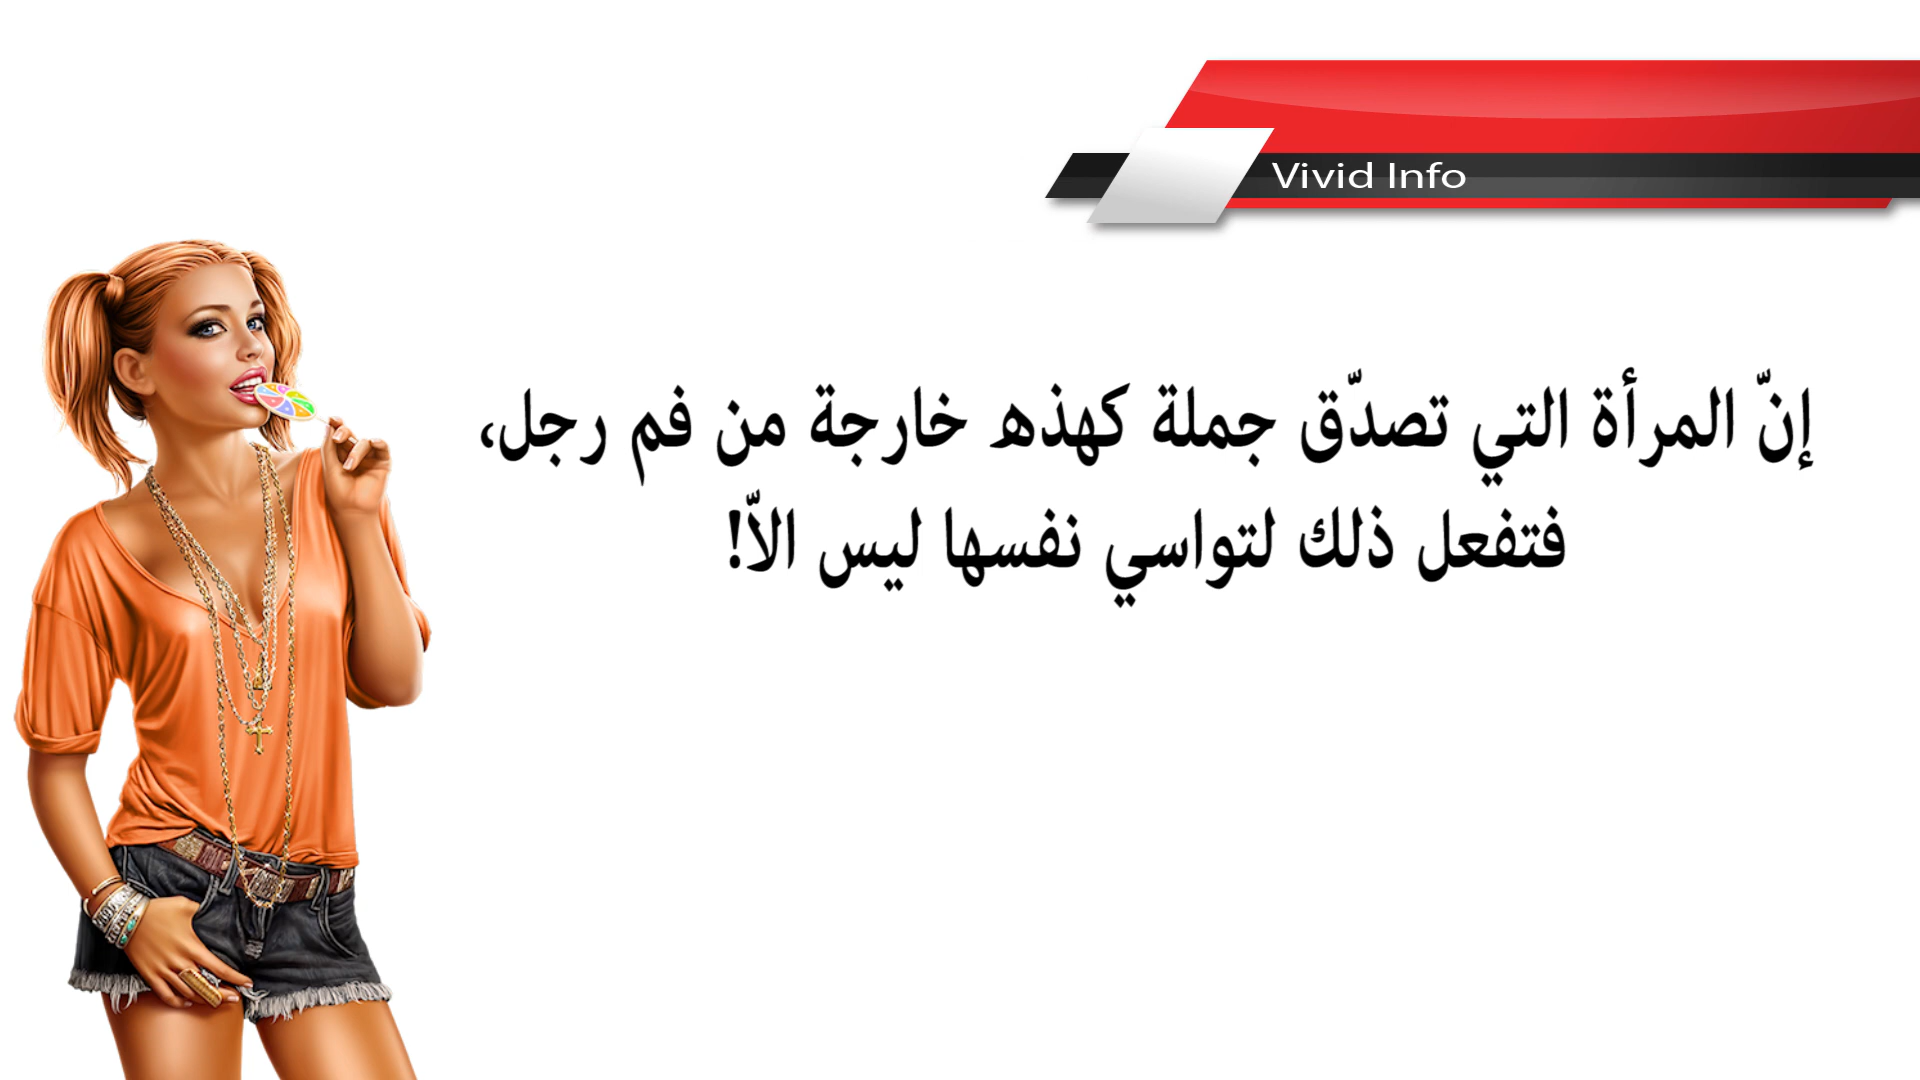 Vivid Info
إنّ المرأة التي تصدّق جملة كهذه خارجة من فم رجل،
فتفعل ذلك لتواسي نفسها ليس الاّ!